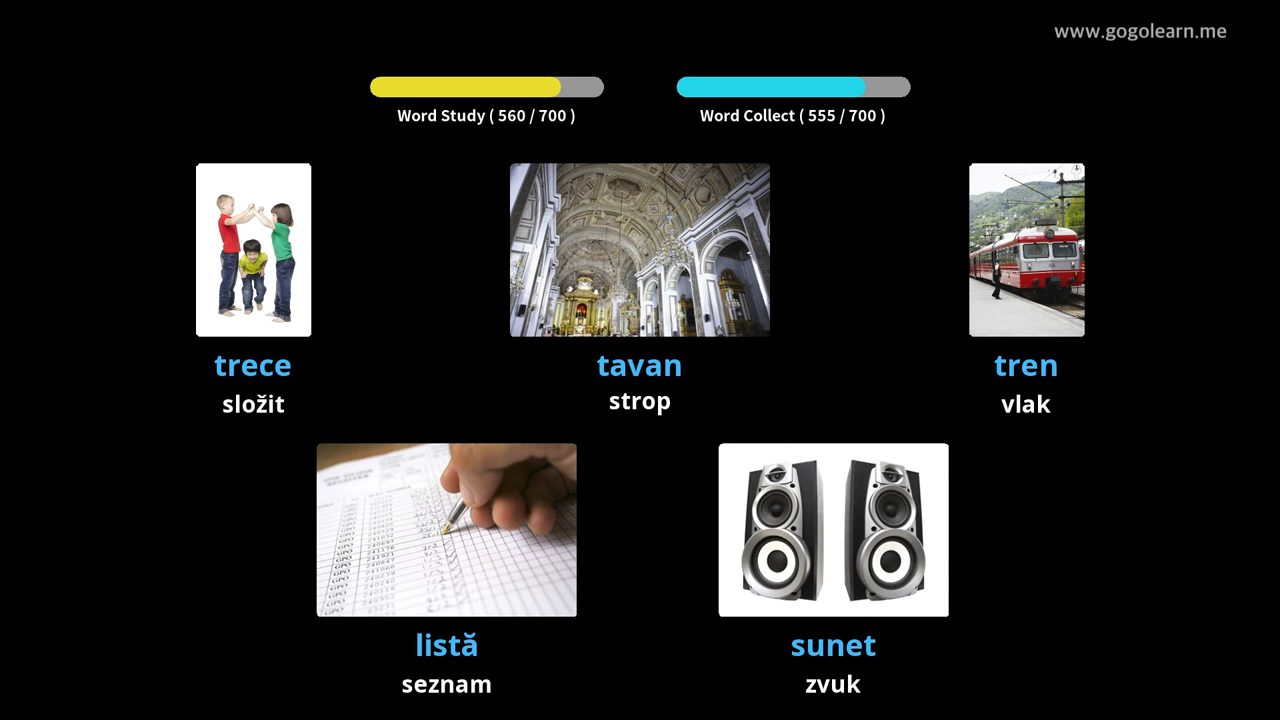 www.gogolearn.me
Word Study ( 560 / 700 )
Word Collect ( 555 / 700 )
trece
složit
tavan
strop
tren
vlak
listă
seznam
sunet
zvuk